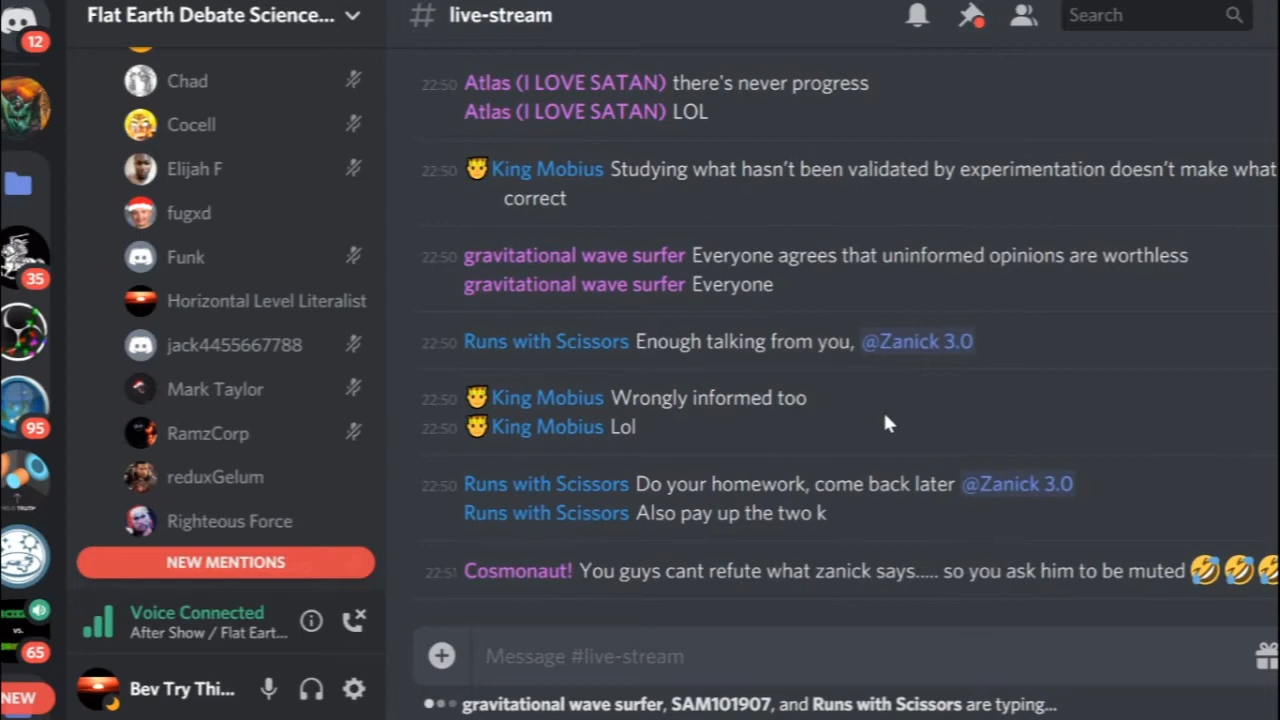 Flat Earth Debate Science...
# live-stream
Search
12
35
95
65
NEW
Chad
Cocell
Elijah F
fugxd
Funk
Horizontal Level Literalist
jack4455667788
Mark Taylor
RamzCorp
reduxGelum
Righteous Force
NEW MENTIONS
Voice Connected
After Show / Flat Eart...
Bev Try Thi...
22:50 Atlas (I LOVE SATAN) there's never progress
Atlas (I LOVE SATAN) LOL
22:50 King Mobius Studying what hasn’t been validated by experimentation doesn’t make what
correct
22:50 gravitational wave surfer Everyone agrees that uninformed opinions are worthless
gravitational wave surfer Everyone
22:50 Runs with Scissors Enough talking from you, @Zanick 3.0
22:50 King Mobius Wrongly informed too
22:50 King Mobius Lol
22:50 Runs with Scissors Do your homework, come back later @Zanick 3.0
Runs with Scissors Also pay up the two k
22:51 Cosmonaut! You guys cant refute what zanick says..... so you ask him to be muted 🤣🤣🤣
Message #live-stream
gravitational wave surfer, SAM101907, and Runs with Scissors are typing...